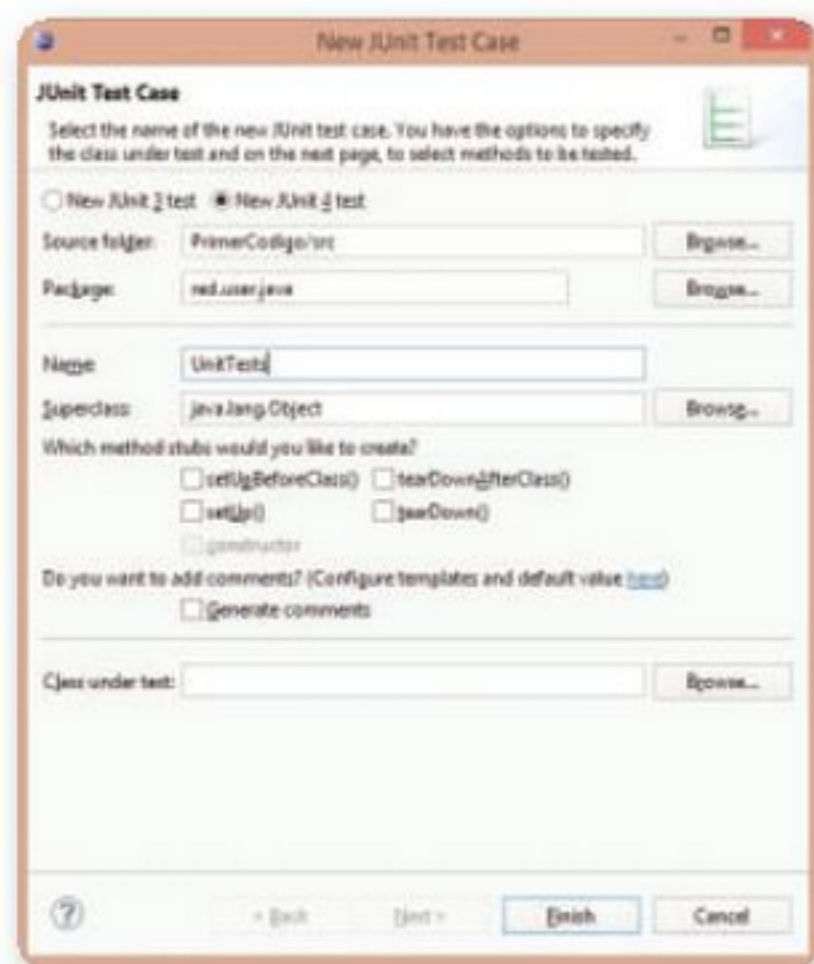 New JUnit Test Case
JUnit Test Case
Select the name of the new JUnit test case. You have the options to specify
the class under test and on the next page, to select methods to be tested.
New JUnit 3 test New JUnit 4 test
Source folder: PrimerCodigo/src Browse...
Package: red.user.java Browse...
Name: UnitTests
Superclass: java.lang.Object Browse...
Which method stubs would you like to create?
setUpBeforeClass() tearDownAfterClass()
setUp() tearDown()
constructor
Do you want to add comments? (Configure templates and default value here)
Generate comments
Class under test: Browse...
? < Back Next > Finish Cancel